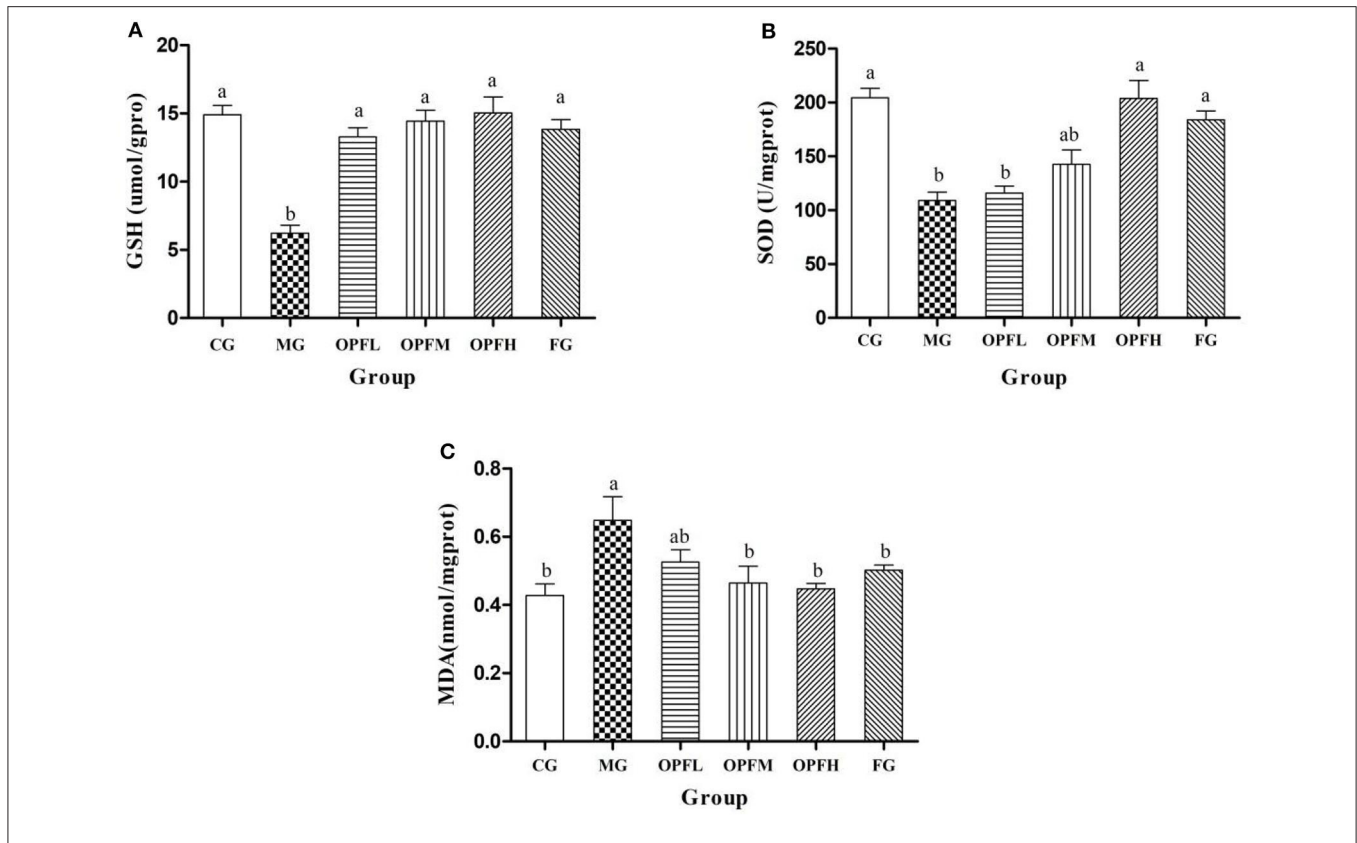 A
GSH (umol/gpro)
20
15
10
5
0
a
b
a
a
a
a
CG MG OPFL OPFM OPFH FG
Group
B
SOD (U/mgprot)
250
200
150
100
50
0
a
b
b
ab
a
a
CG MG OPFL OPFM OPFH FG
Group
C
MDA(nmol/mgprot)
0.8
0.6
0.4
0.2
0.0
b
a
ab
b
b
b
CG MG OPFL OPFM OPFH FG
Group